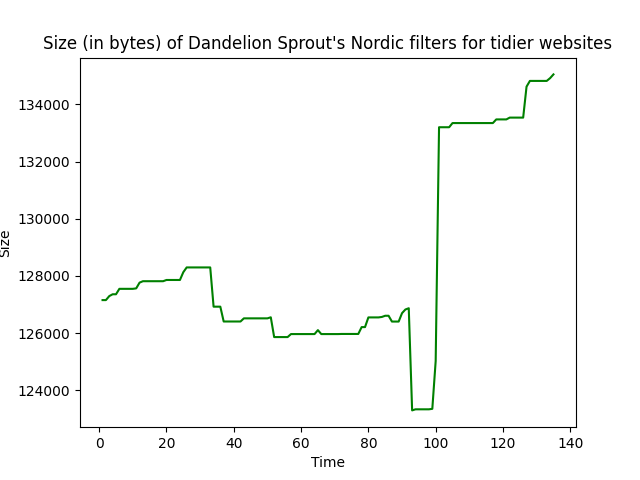 Size (in bytes) of Dandelion Sprout's Nordic filters for tidier websites
134000
132000
130000
128000
126000
124000
Size
0 20 40 60 80 100 120 140
Time